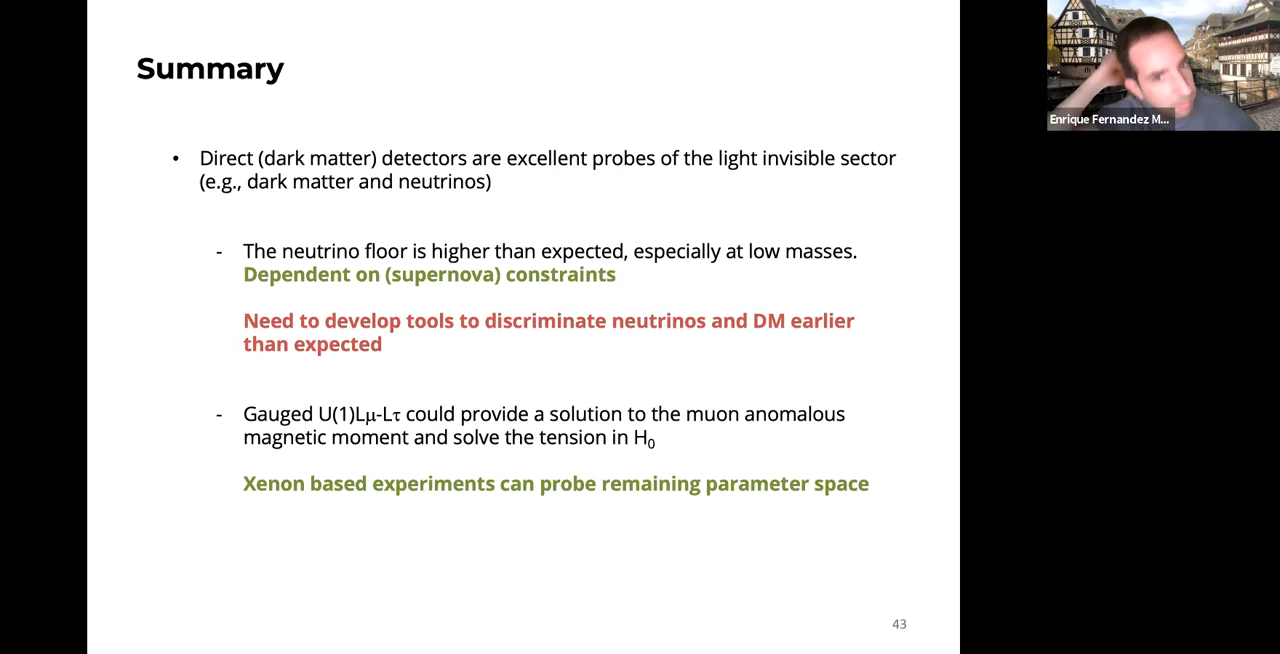 Summary
• Direct (dark matter) detectors are excellent probes of the light invisible sector
(e.g., dark matter and neutrinos)
- The neutrino floor is higher than expected, especially at low masses.
Dependent on (supernova) constraints
Need to develop tools to discriminate neutrinos and DM earlier
than expected
- Gauged U(1)Lμ-Lτ could provide a solution to the muon anomalous
magnetic moment and solve the tension in H₀
Xenon based experiments can probe remaining parameter space
43
Enrique Fernandez M...